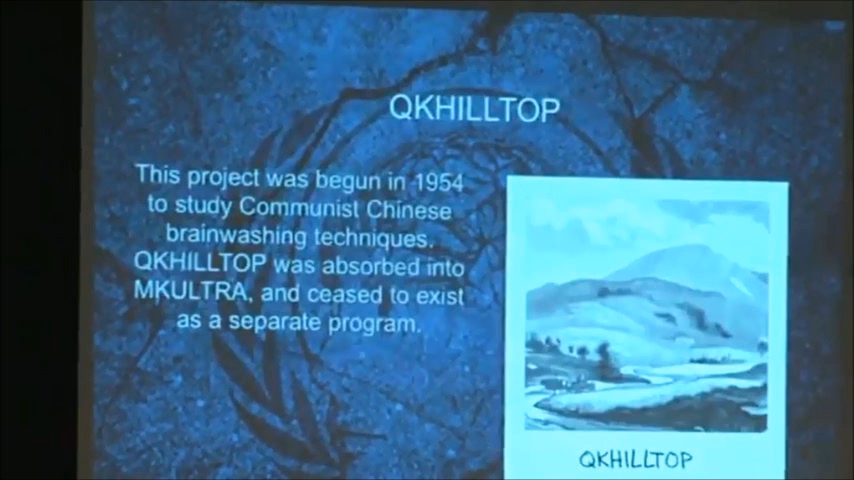 QKHILLTOP
This project was begun in 1954
to study Communist Chinese
brainwashing techniques.
QKHILLTOP was absorbed into
MKULTRA, and ceased to exist
as a separate program.
QKHILLTOP